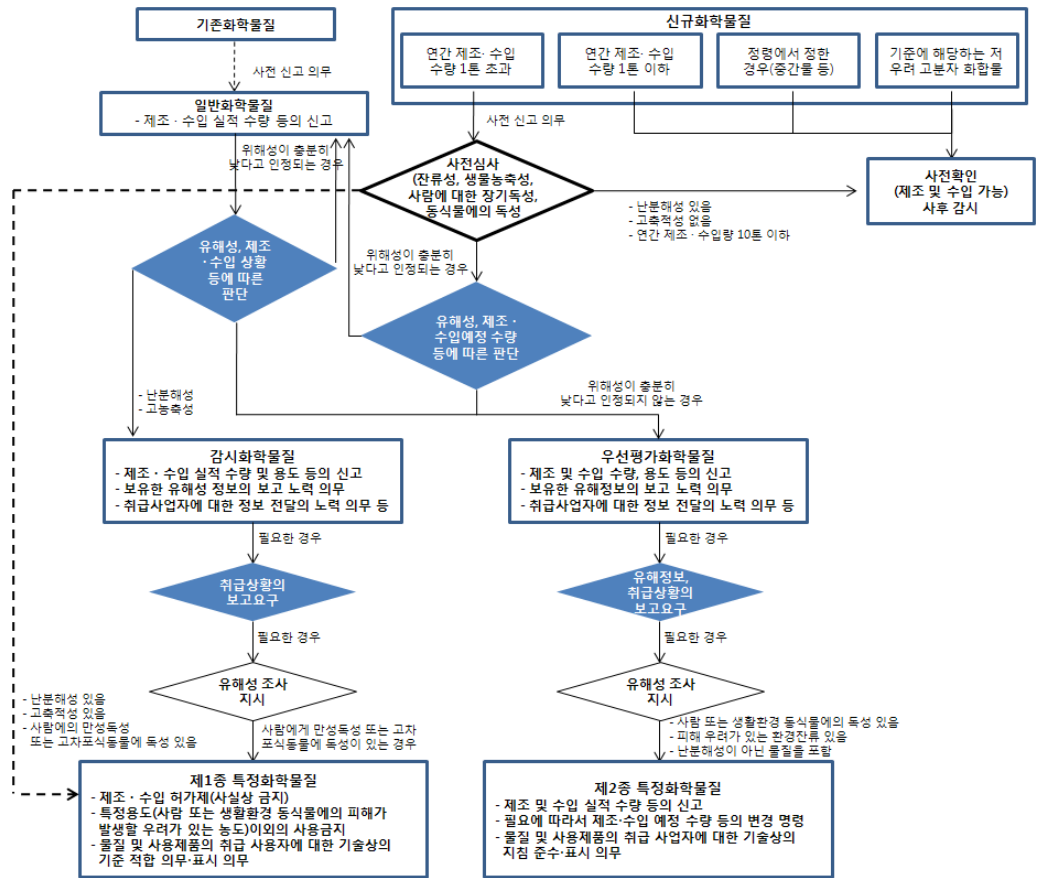 기존화학물질
신규화학물질
연간 제조· 수입
수량 1톤 초과
연간 제조· 수입
수량 1톤 이하
정령에서 정한
경우(중간물 등)
기준에 해당하는 저
우려 고분자 화합물
사전 신고 의무
일반화학물질
- 제조 · 수입 실적 수량 등의 신고
사전 신고 의무
위해성이 충분히
낮다고 인정되는 경우
사전심사
(잔류성, 생물농축성,
사람에 대한 장기독성,
동식물에의 독성
사전확인
(제조 및 수입 가능)
사후 감시
- 난분해성 있음
- 고축적성 없음
- 연간 제조 · 수입량 10톤 이하
유해성, 제조
· 수입 상황
등에 따른
판단
위해성이 충분히
낮다고 인정되는 경우
유해성, 제조 ·
수입예정 수량
등에 따른 판단
- 난분해성
- 고농축성
위해성이 충분히
낮다고 인정되지 않는 경우
감시화학물질
- 제조 · 수입 실적 수량 및 용도 등의 신고
- 보유한 유해성 정보의 보고 노력 의무
- 취급사업자에 대한 정보 전달의 노력 의무 등
우선평가화학물질
- 제조 및 수입 수량, 용도 등의 신고
- 보유한 유해정보의 보고 노력 의무
- 취급사업자에 대한 정보 전달의 노력 의무 등
필요한 경우
필요한 경우
취급상황의
보고요구
유해정보,
취급상황의
보고요구
필요한 경우
필요한 경우
유해성 조사
지시
유해성 조사
지시
- 난분해성 있음
- 고축적성 있음
- 사람에의 만성독성
또는 고차포식동물에 독성 있음
사람에게 만성독성 또는 고차
포식동물에 독성이 있는 경우
- 사람 또는 생활환경 동식물에의 독성 있음
- 피해 우려가 있는 환경잔류 있음
- 난분해성이 아닌 물질을 포함
제1종 특정화학물질
- 제조 · 수입 허가제(사실상 금지)
- 특정용도(사람 또는 생활환경 동식물에의 피해가
발생할 우려가 있는 농도)이외의 사용금지
- 물질 및 사용제품의 취급 사용자에 대한 기술상의
기준 적합 의무·표시 의무
제2종 특정화학물질
- 제조 및 수입 실적 수량 등의 신고
- 필요에 따라서 제조·수입 예정 수량 등의 변경 명령
- 물질 및 사용제품의 취급 사업자에 대한 기술상의
지침 준수·표시 의무